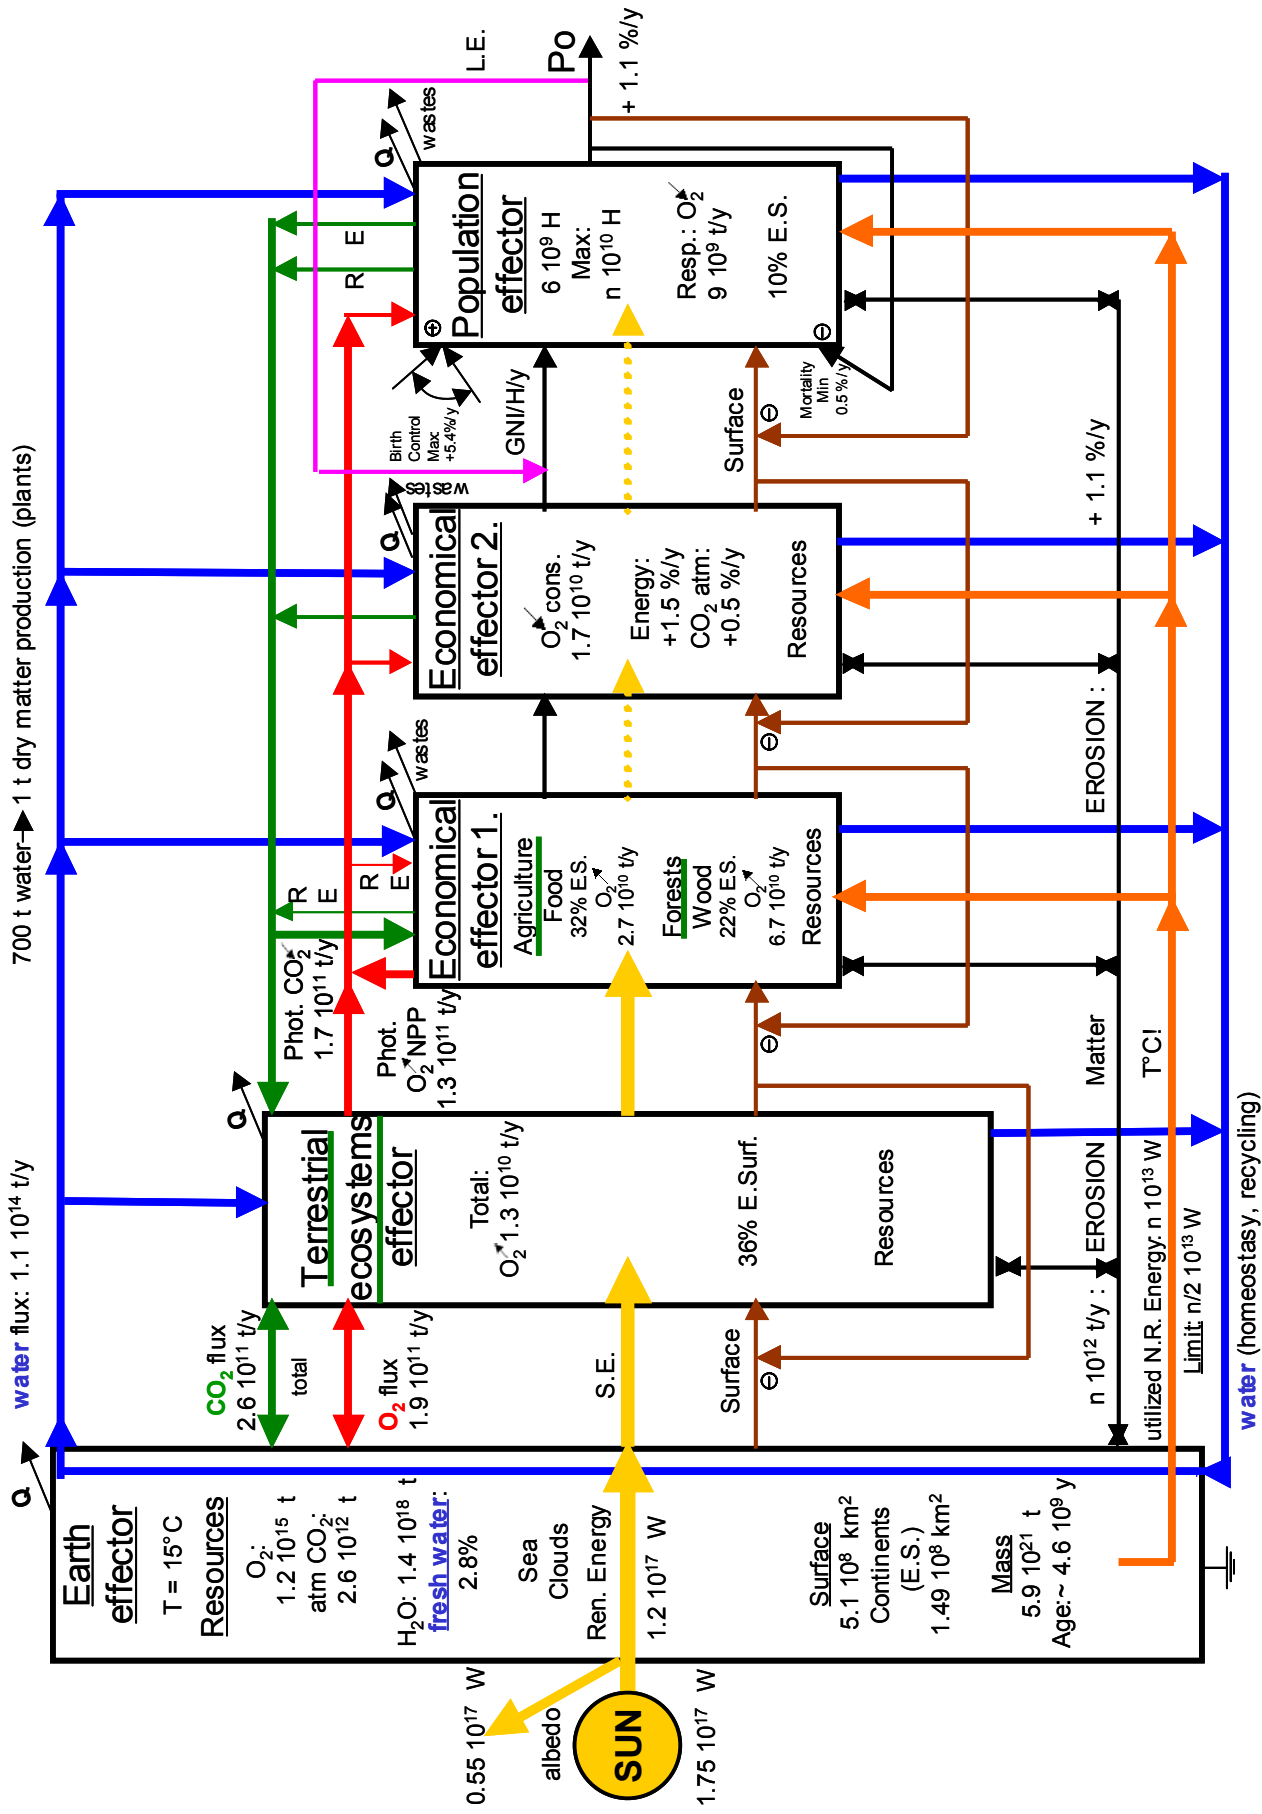 700 t water→ 1 t dry matter production (plants)
water flux: 1.1 10¹⁴ t/y
Q
Earth
effector
T = 15°C
Resources
O₂:
1.2 10¹⁵ t
atm CO₂:
2.6 10¹² t
H₂O: 1.4 10¹⁸ t
fresh water:
2.8%
Sea
Clouds
Ren. Energy
1.2 10¹⁷ W
Surface
5.1 10⁸ km²
Continents
(E.S.)
1.49 10⁸ km²
Mass
5.9 10²¹ t
Age:~ 4.6 10⁹ y
0.55 10¹⁷ W
albedo
SUN
1.75 10¹⁷ W
CO₂ flux
2.6 10¹¹ t/y
total
O₂ flux
1.9 10¹¹ t/y
S.E.
Surface
⊖
Q
Terrestrial
ecosystems
effector
Total:
O₂ 1.3 10¹⁰ t/y
36% E.Surf.
Resources
Phot. CO₂
1.7 10¹¹ t/y
Phot.
O₂ NPP
1.3 10¹¹ t/y
⊖
R
E
R
E
Q
wastes
Economical
effector 1.
Agriculture
Food
32% E.S.
O₂
2.7 10¹⁰ t/y
Forests
Wood
22% E.S.
O₂
6.7 10¹⁰ t/y
Resources
⊖
Q
wastes
Economical
effector 2.
O₂ cons.
1.7 10¹⁰ t/y
Energy:
+1.5 %/y
CO₂ atm:
+0.5 %/y
Resources
Birth
Control
Max:
+5.4%/y
GNI/H/y
Surface
⊖
Mortality
Min
0.5 %/y
R
E
Q
wastes
⊕
Population
effector
6 10⁹ H
Max:
n 10¹⁰ H
Resp.: O₂
9 10⁹ t/y
10% E.S.
⊖
L.E.
Po
+ 1.1 %/y
n 10¹² t/y : EROSION
Matter
EROSION :
+ 1.1 %/y
utilized N.R. Energy: n 10¹³ W
T°C!
Limit: n/2 10¹³ W
water (homeostasy, recycling)